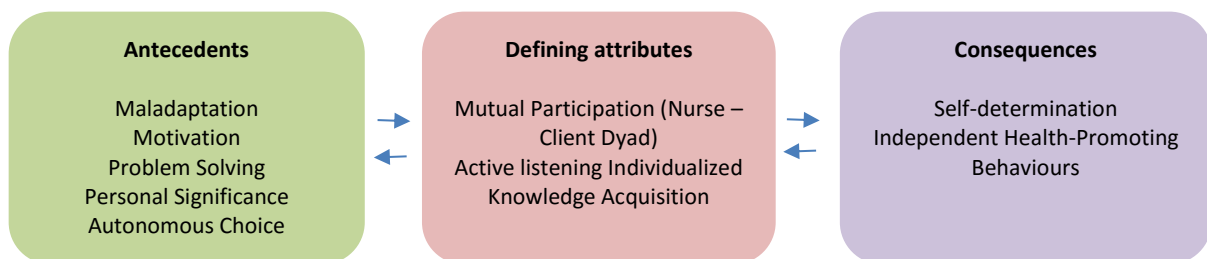 Antecedents
Maladaptation
Motivation
Problem Solving
Personal Significance
Autonomous Choice
Defining attributes
Mutual Participation (Nurse –
Client Dyad)
Active listening Individualized
Knowledge Acquisition
Consequences
Self-determination
Independent Health-Promoting
Behaviours